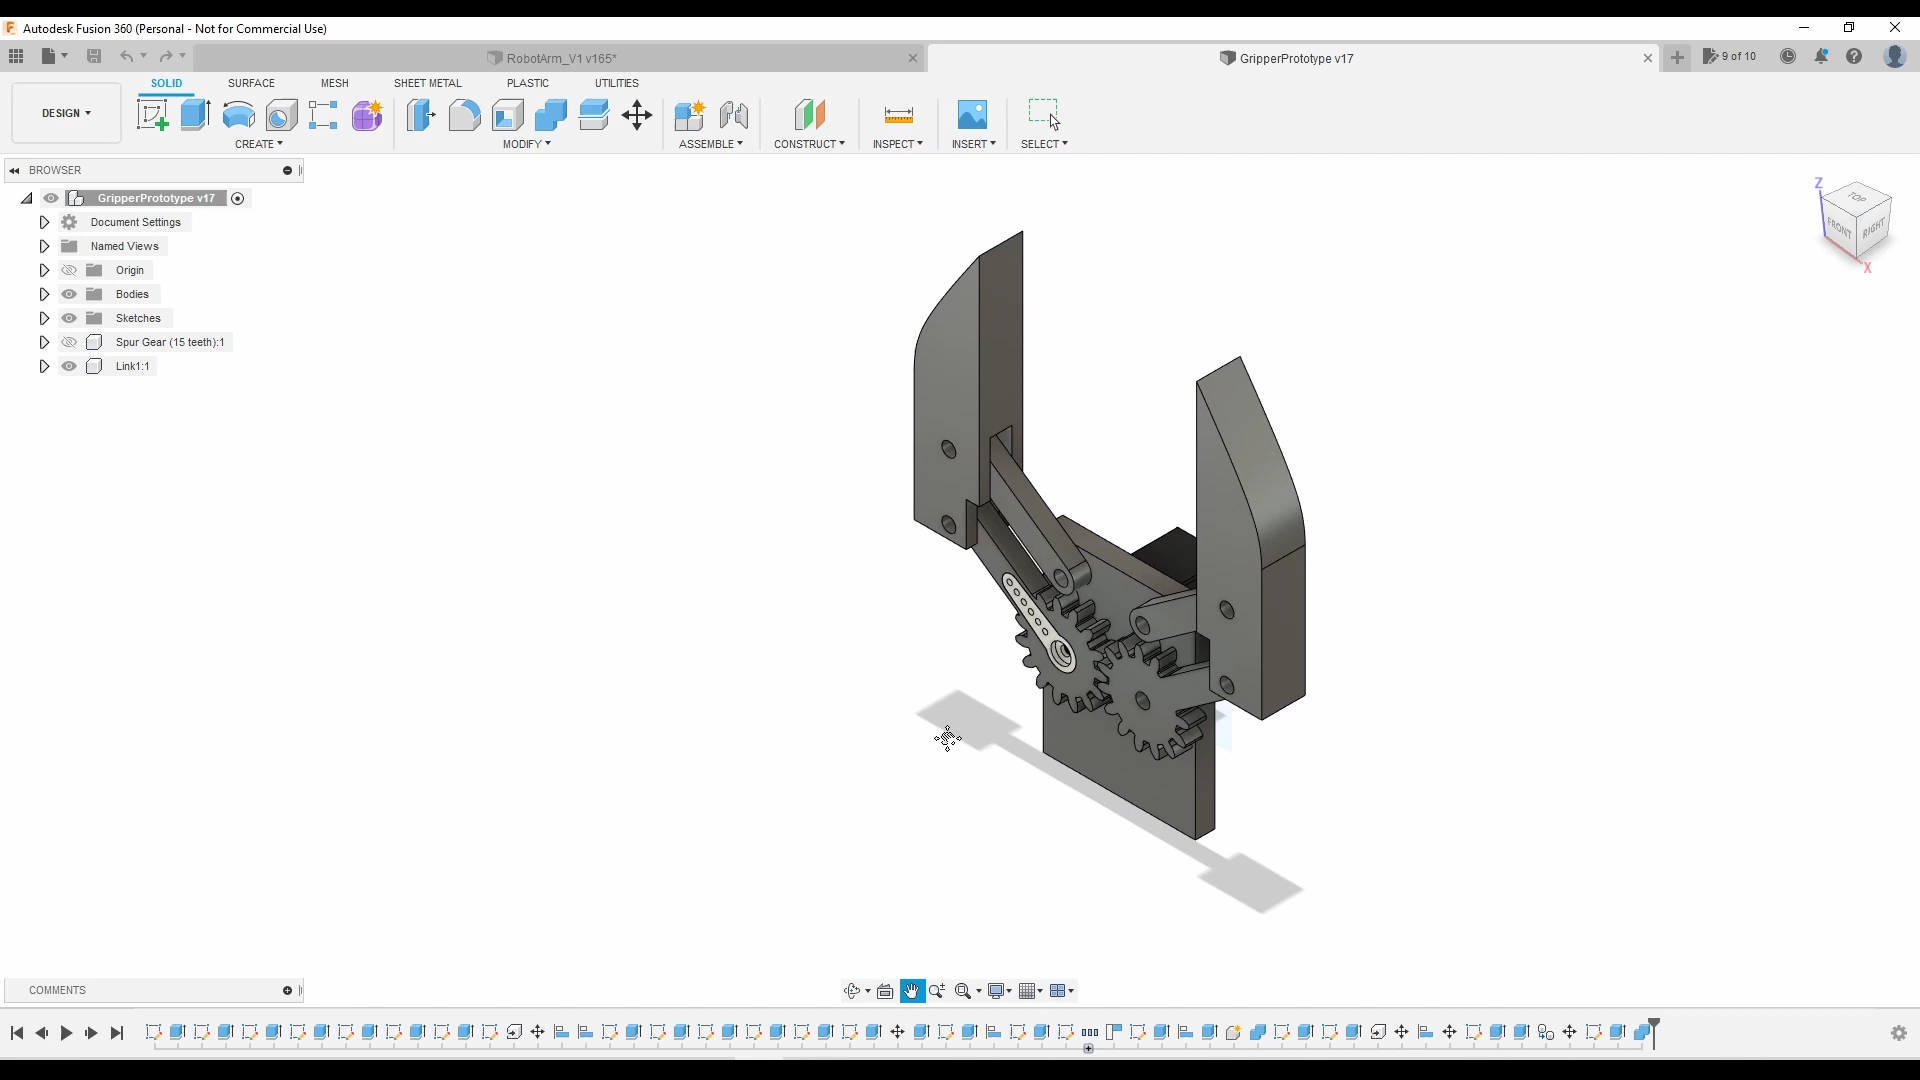 Autodesk Fusion 360 (Personal - Not for Commercial Use)
RobotArm_V1 v165*
GripperPrototype v17
9 of 10
DESIGN
SOLID
SURFACE
MESH
SHEET METAL
PLASTIC
UTILITIES
CREATE
MODIFY
ASSEMBLE
CONSTRUCT
INSPECT
INSERT
SELECT
BROWSER
GripperPrototype v17
Document Settings
Named Views
Origin
Bodies
Sketches
Spur Gear (15 teeth):1
Link1:1
Z
TOP
FRONT
RIGHT
X
COMMENTS